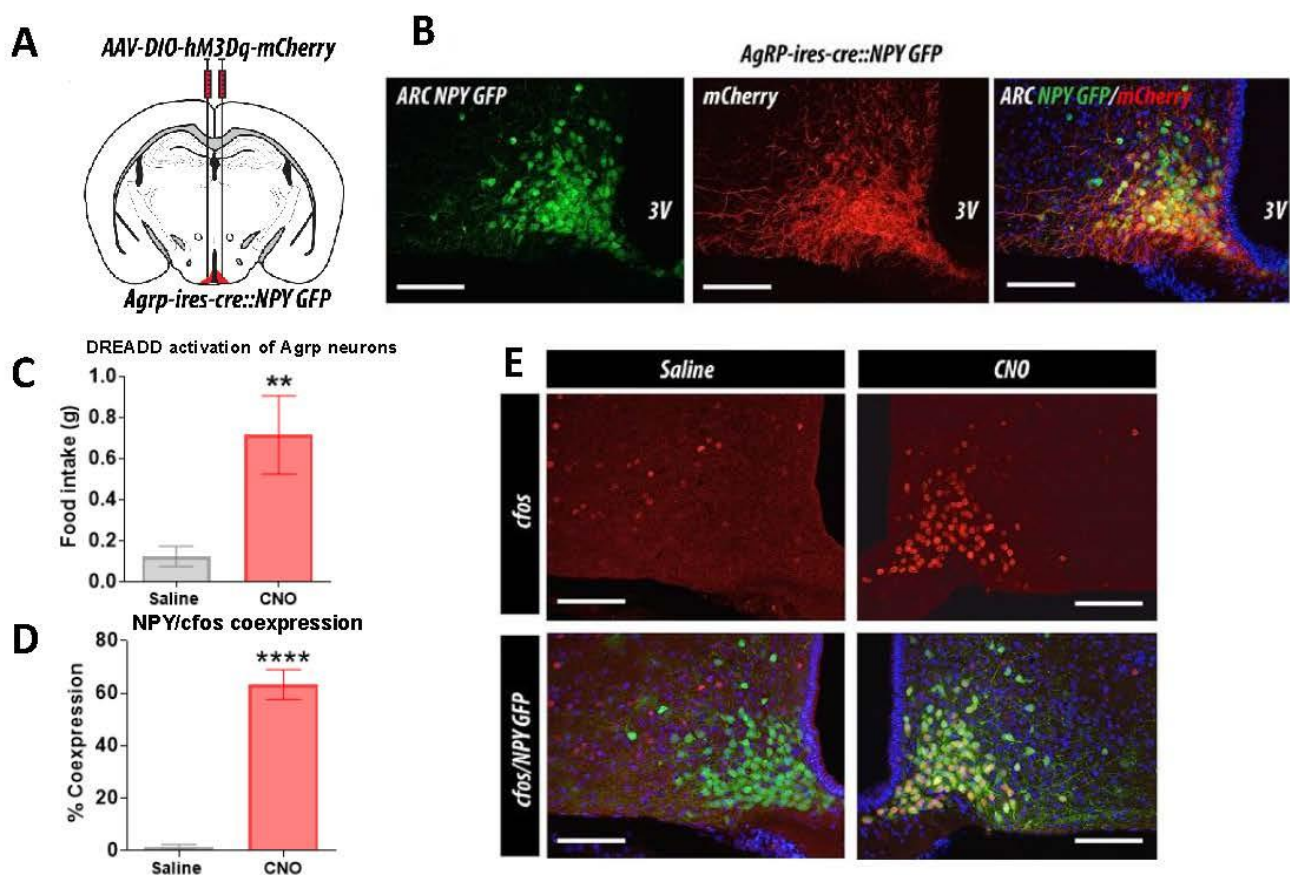 A
AAV-DIO-hM3Dq-mCherry
Agrp-ires-cre::NPY GFP
B
AgRP-ires-cre::NPY GFP
ARC NPY GFP
3V
mCherry
3V
ARC NPY GFP/mCherry
3V
C
DREADD activation of Agrp neurons
Food intake (g)
1.0
0.8
0.6
0.4
0.2
0.0
**
Saline
CNO
D
NPY/cfos coexpression
% Coexpression
80
60
40
20
0
****
Saline
CNO
E
Saline
CNO
cfos
cfos/NPY GFP